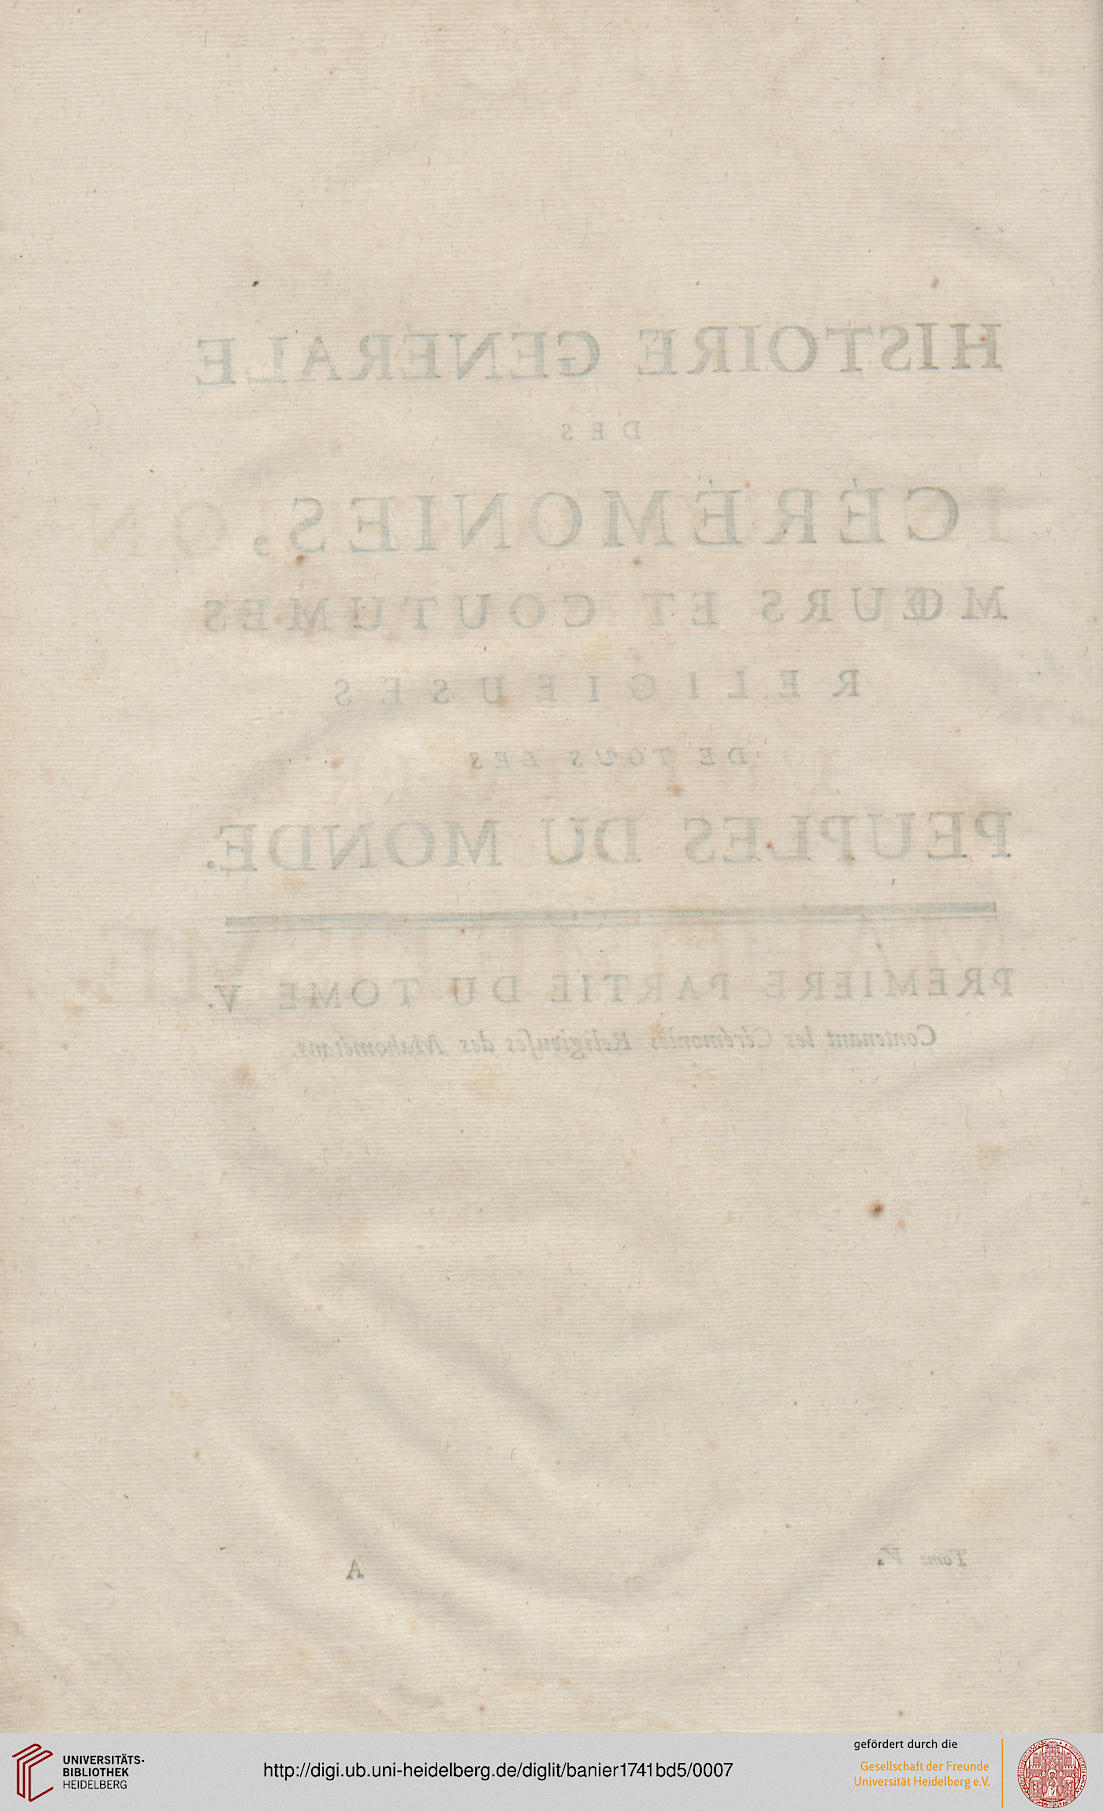 HISTOIRE GENERALE
DES
CÉRÉMONIES,
MŒURS ET COUTUMES
RELIGIEUSES
DE TOUS LES
PEUPLES DU MONDE.
PREMIERE PARTIE DU TOME V.
Contenant les Cérémonies Religieuſes des Mahométans.
Tome V.
A
UNIVERSITÄTS-
BIBLIOTHEK
HEIDELBERG
http://digi.ub.uni-heidelberg.de/diglit/banier1741bd5/0007
gefördert durch die
Gesellschaft der Freunde
Universität Heidelberg e.V.